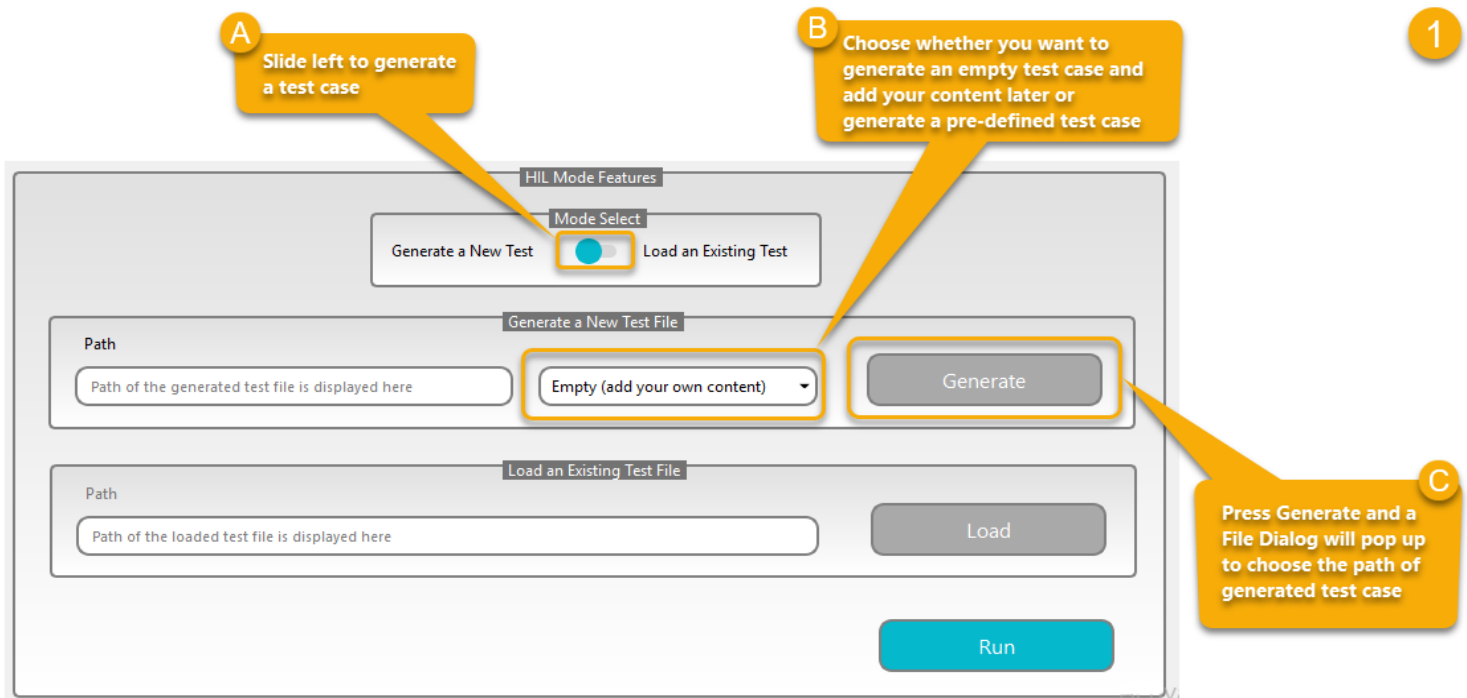 A
Slide left to generate
a test case
B
Choose whether you want to
generate an empty test case and
add your content later or
generate a pre-defined test case
1
HIL Mode Features
Mode Select
Generate a New Test
Load an Existing Test
Generate a New Test File
Path
Path of the generated test file is displayed here
Empty (add your own content)
Generate
Load an Existing Test File
Path
Path of the loaded test file is displayed here
Load
C
Press Generate and a
File Dialog will pop up
to choose the path of
generated test case
Run